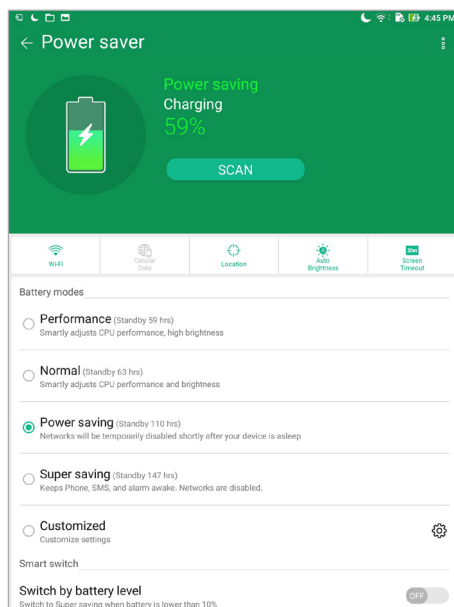 4:45 PM
Power saver
Power saving
Charging
59%
SCAN
Wi-Fi
Cellular
Data
Location
Auto
Brightness
30m
Screen
Timeout
Battery modes
Performance (Standby 59 hrs)
Smartly adjusts CPU performance, high brightness
Normal (Standby 63 hrs)
Smartly adjusts CPU performance and brightness
Power saving (Standby 110 hrs)
Networks will be temporarily disabled shortly after your device is asleep
Super saving (Standby 147 hrs)
Keeps Phone, SMS, and alarm awake. Networks are disabled.
Customized
Customize settings
Smart switch
Switch by battery level
OFF
Switch to Super saving when battery is lower than 10%